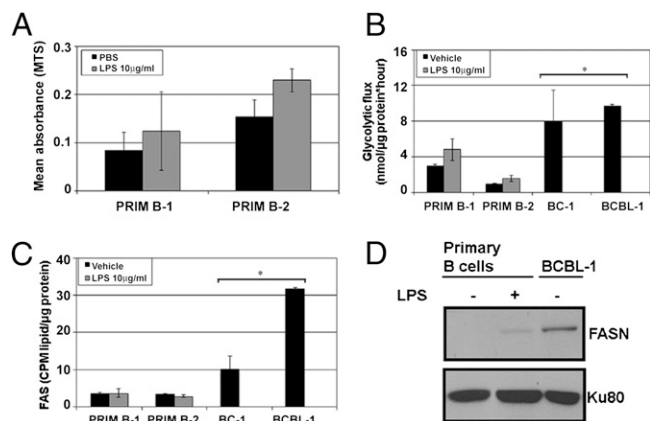 A
Mean absorbance (MTS)
0.3
0.2
0.1
0
PBS
LPS 10μg/ml
PRIM B-1 PRIM B-2
B
Glycolytic flux
(nmol/μg protein*hour)
16
12
8
4
0
Vehicle
LPS 10μg/ml
*
PRIM B-1 PRIM B-2 BC-1 BCBL-1
C
FAS (CPM lipid/μg protein)
40
30
20
10
0
Vehicle
LPS 10μg/ml
*
PRIM B-1 PRIM B-2 BC-1 BCBL-1
D
Primary
B cells BCBL-1
LPS - + -
FASN
Ku80